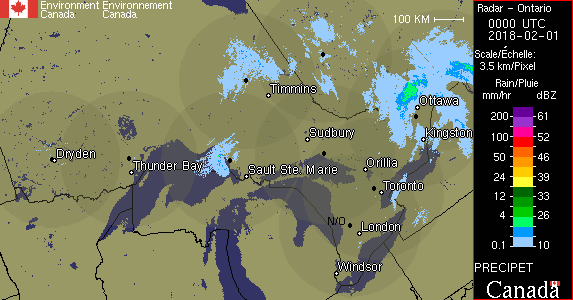 Environment Environnement
Canada Canada
100 KM
Timmins
Ottawa
Sudbury
Kingston
Dryden
Thunder Bay
Sault Ste. Marie
Orillia
Toronto
N/O
London
Windsor
Radar - Ontario
0000 UTC
2018-02-01
Scale/Échelle:
3.5 km/Pixel
Rain/Pluie
mm/hr dBZ
200 61
100 52
50 46
24 39
12 33
4 26
0.1 10
PRECIPET
Canada